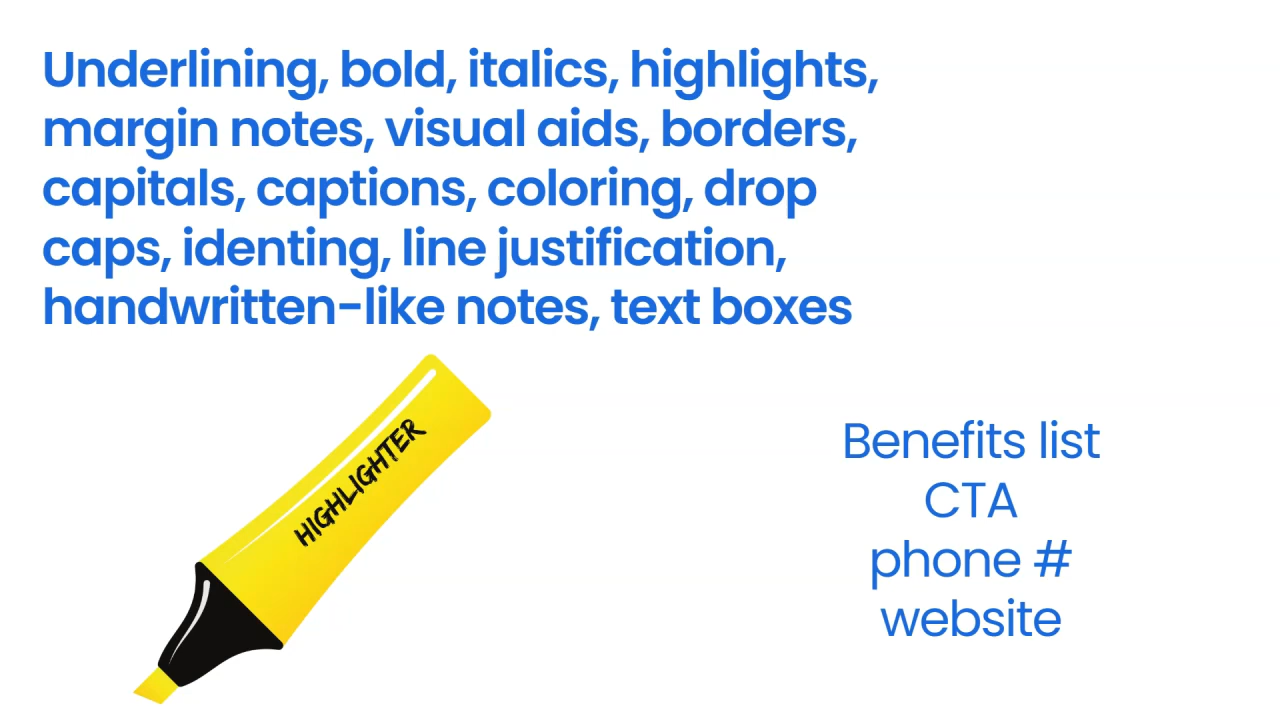 Underlining, bold, italics, highlights,
margin notes, visual aids, borders,
capitals, captions, coloring, drop
caps, identing, line justification,
handwritten-like notes, text boxes
HIGHLIGHTER
Benefits list
CTA
phone #
website